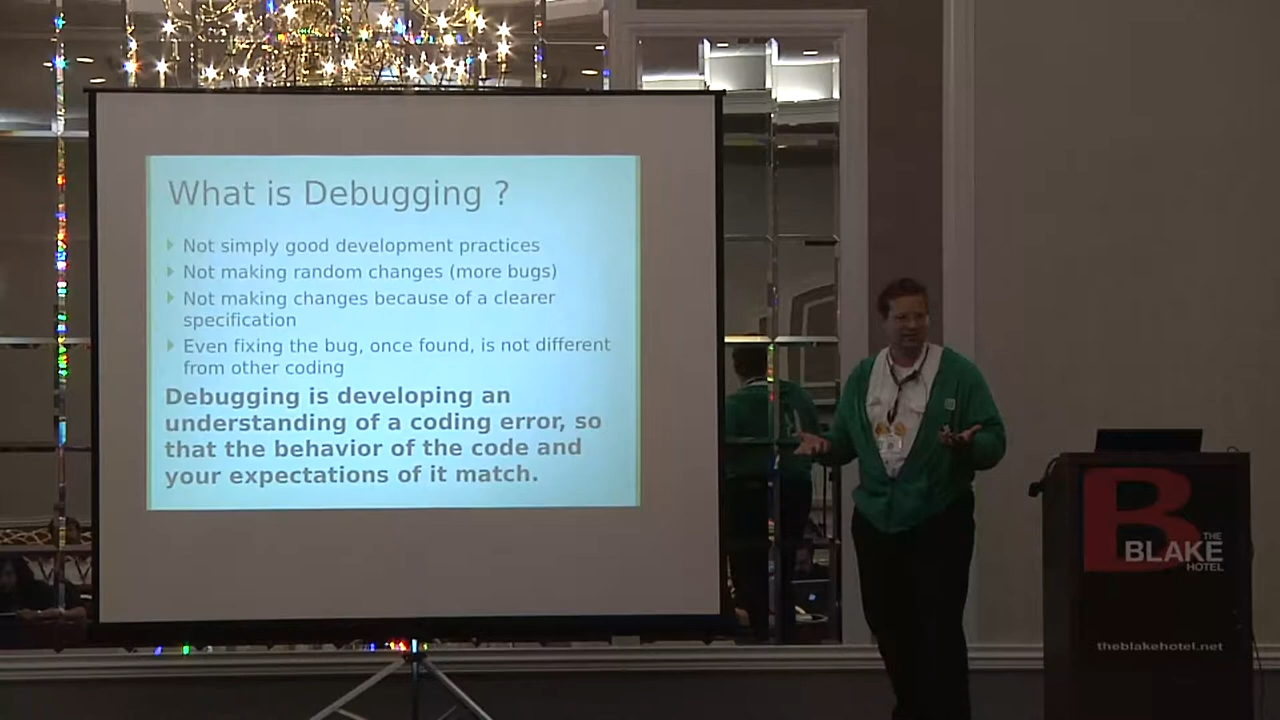 What is Debugging ?
Not simply good development practices
Not making random changes (more bugs)
Not making changes because of a clearer
specification
Even fixing the bug, once found, is not different
from other coding
Debugging is developing an
understanding of a coding error, so
that the behavior of the code and
your expectations of it match.
B
THE
BLAKE
HOTEL
theblakehotel.net